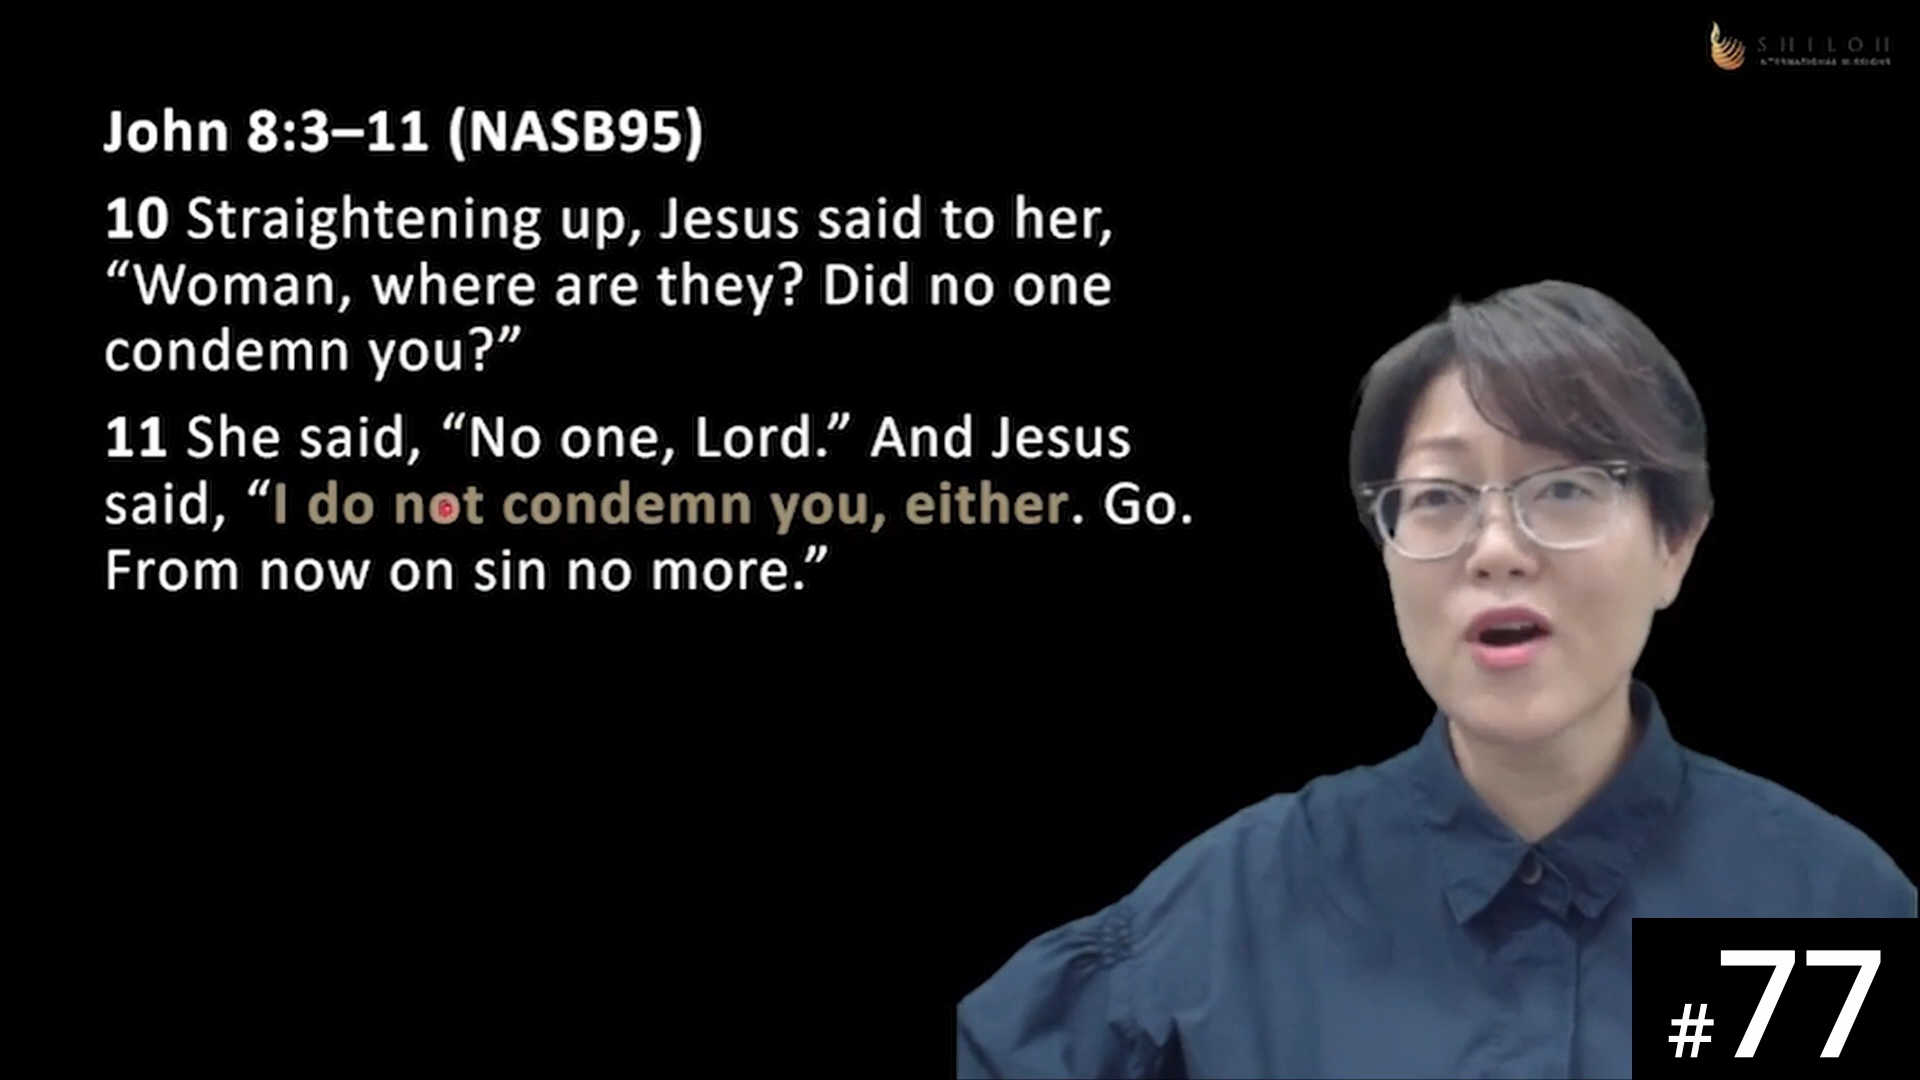 SHILOH
INTERNATIONAL MISSIONS
John 8:3–11 (NASB95)
10 Straightening up, Jesus said to her,
“Woman, where are they? Did no one
condemn you?”
11 She said, “No one, Lord.” And Jesus
said, “I do not condemn you, either. Go.
From now on sin no more.”
#77